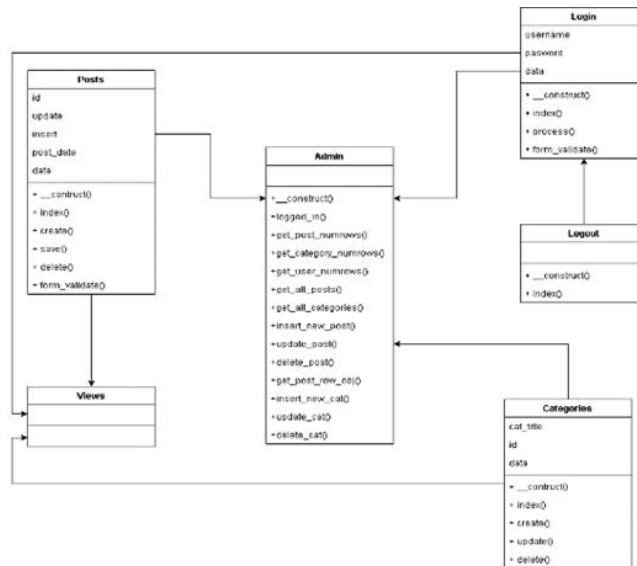 Login
username
pasword
data
+ __construct()
+ index()
+ process()
+ form_validate()
Posts
id
update
insert
post_data
data
+ __contruct()
+ index()
+ create()
+ save()
+ delete()
+ form_validate()
Admin
+__construct()
+logged_in()
+get_post_numrows()
+get_category_numrows()
+get_user_numrows()
+get_all_posts()
+get_all_categories()
+insert_new_post()
+update_post()
+delete_post()
+get_post_row_obj()
+insert_new_cat()
+update_cat()
+delete_cat()
Logout
+ __construct()
+ index()
Views
Categories
cat_title
id
data
+ __contruct()
+ index()
+ create()
+ update()
+ delete()